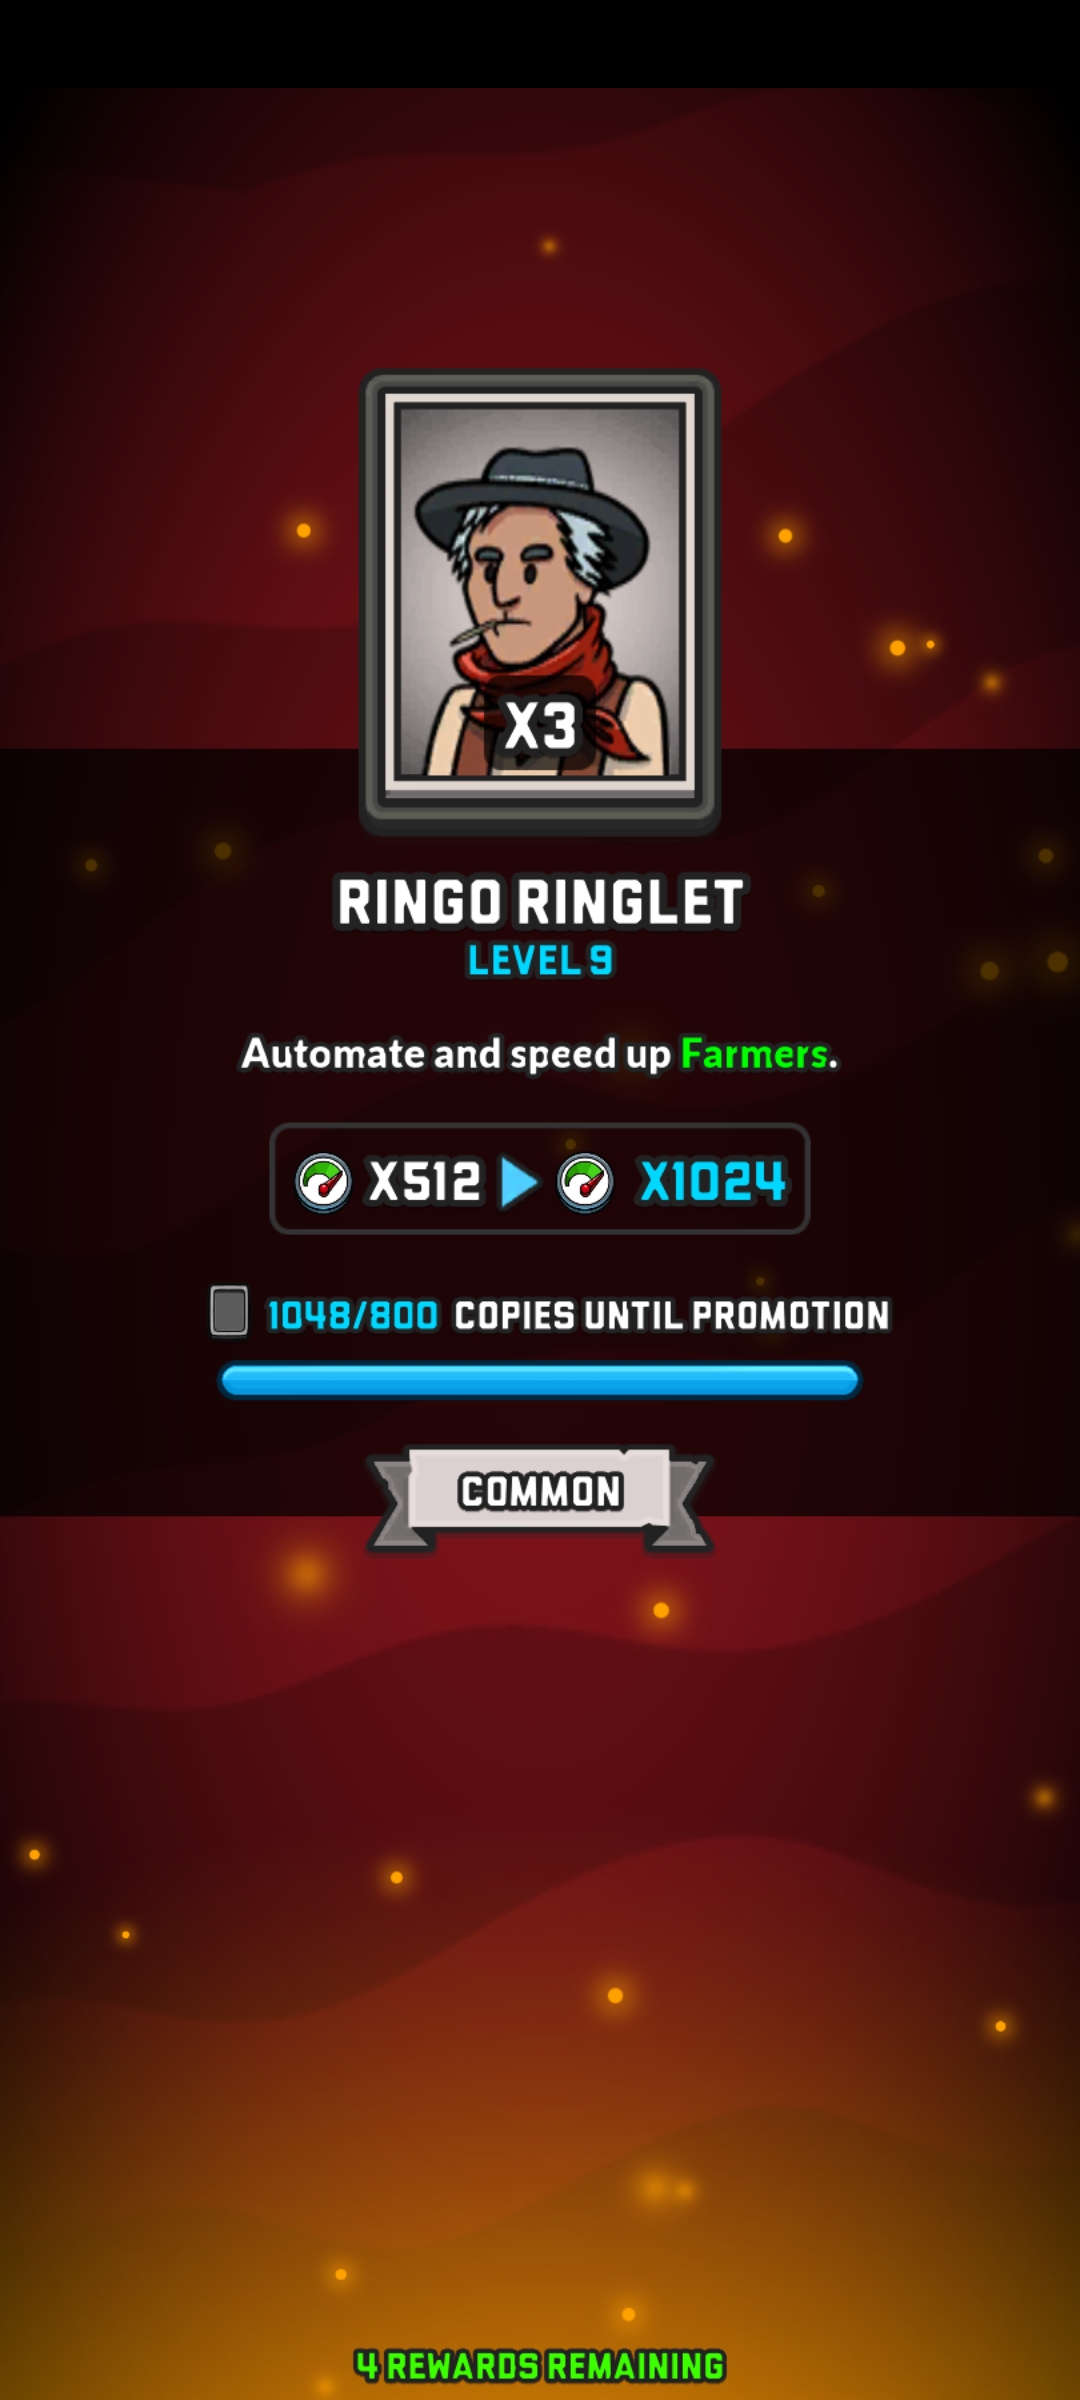 X3
RINGO RINGLET
LEVEL 9
Automate and speed up Farmers.
X512 X1024
1048/800 COPIES UNTIL PROMOTION
COMMON
4 REWARDS REMAINING